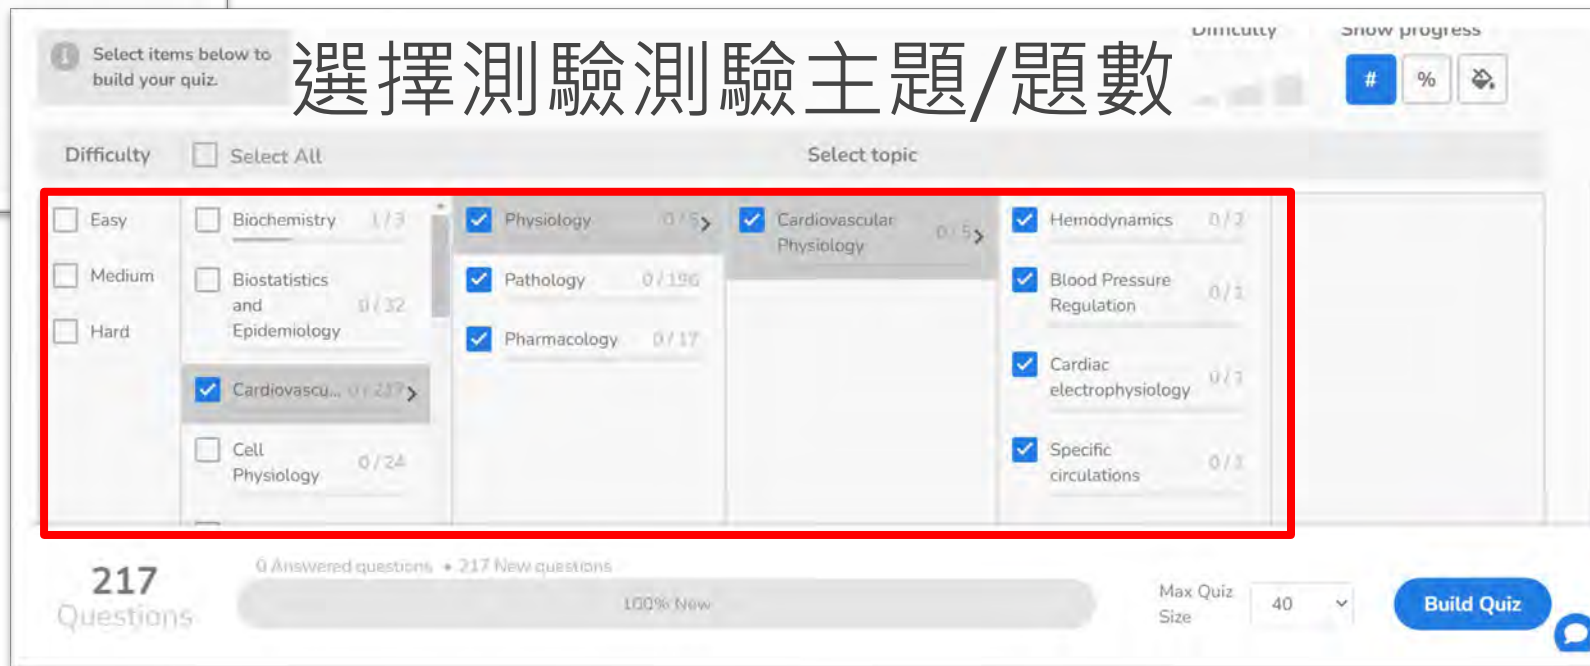 Select items below to
build your quiz.
選擇測驗測驗主題/題數
Difficulty
Show progress
#
%
Difficulty
Select All
Select topic
Easy
Medium
Hard
Biochemistry 1 / 3
Biostatistics
and
Epidemiology
0 / 32
Cardiovascu... 0 / 217
Cell
Physiology
0 / 24
Physiology 0 / 5
Pathology 0 / 196
Pharmacology 0 / 17
Cardiovascular
Physiology
0 / 5
Hemodynamics
Blood Pressure
Regulation
Cardiac
electrophysiology
Specific
circulations
217
Questions
0 Answered questions • 217 New questions
100% New
Max Quiz
Size
40
Build Quiz